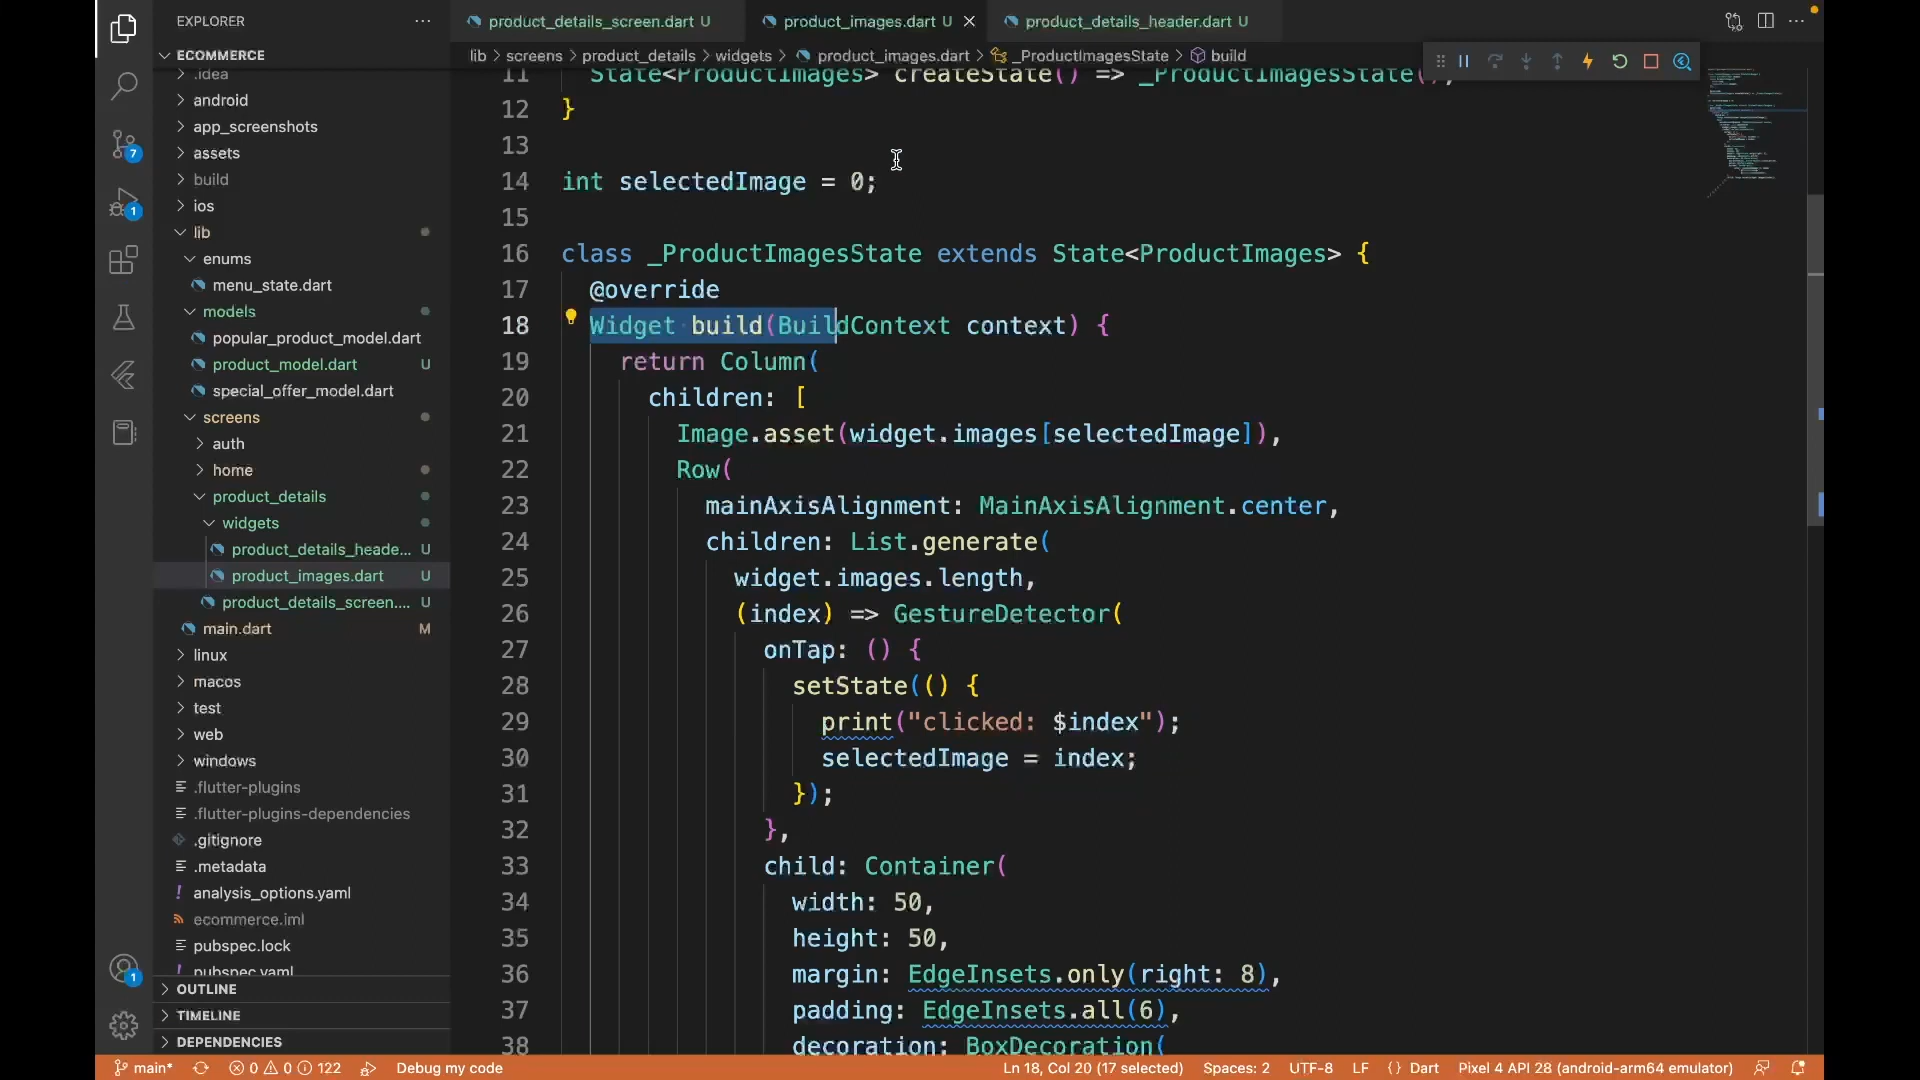 EXPLORER
ECOMMERCE
.idea
android
app_screenshots
assets
build
ios
lib
enums
menu_state.dart
models
popular_product_model.dart
product_model.dart U
special_offer_model.dart
screens
auth
home
product_details
widgets
product_details_heade... U
product_images.dart U
product_details_screen.... U
main.dart M
linux
macos
test
web
windows
.flutter-plugins
.flutter-plugins-dependencies
.gitignore
.metadata
analysis_options.yaml
ecommerce.iml
pubspec.lock
pubspec.yaml
OUTLINE
TIMELINE
DEPENDENCIES
7
1
1
product_details_screen.dart U
product_images.dart U
product_details_header.dart U
lib > screens > product_details > widgets > product_images.dart > _ProductImagesState > build
11 State<ProductImages> createState() => _ProductImagesState();
12 }
13
14 int selectedImage = 0;
15
16 class _ProductImagesState extends State<ProductImages> {
17 @override
18 Widget build(BuildContext context) {
19 return Column(
20 children: [
21 Image.asset(widget.images[selectedImage]),
22 Row(
23 mainAxisAlignment: MainAxisAlignment.center,
24 children: List.generate(
25 widget.images.length,
26 (index) => GestureDetector(
27 onTap: () {
28 setState(() {
29 print("clicked: $index");
30 selectedImage = index;
31 });
32 },
33 child: Container(
34 width: 50,
35 height: 50,
36 margin: EdgeInsets.only(right: 8),
37 padding: EdgeInsets.all(6),
38 decoration: BoxDecoration(
main* 0 0 122 Debug my code Ln 18, Col 20 (17 selected) Spaces: 2 UTF-8 LF {} Dart Pixel 4 API 28 (android-arm64 emulator)